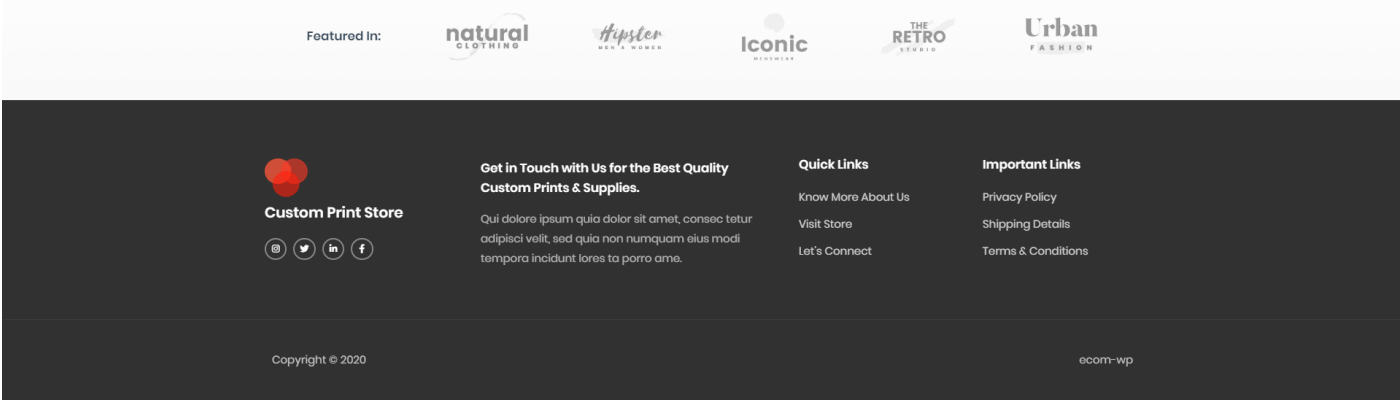 Featured In:
natural
CLOTHING
Hipster
MEN & WOMEN
Iconic
MENSWEAR
THE
RETRO
STUDIO
Urban
FASHION
Custom Print Store
Get in Touch with Us for the Best Quality
Custom Prints & Supplies.
Qui dolore ipsum quia dolor sit amet, consec tetur
adipisci velit, sed quia non numquam eius modi
tempora incidunt lores ta porro ame.
Quick Links
Know More About Us
Visit Store
Let's Connect
Important Links
Privacy Policy
Shipping Details
Terms & Conditions
Copyright © 2020
ecom-wp